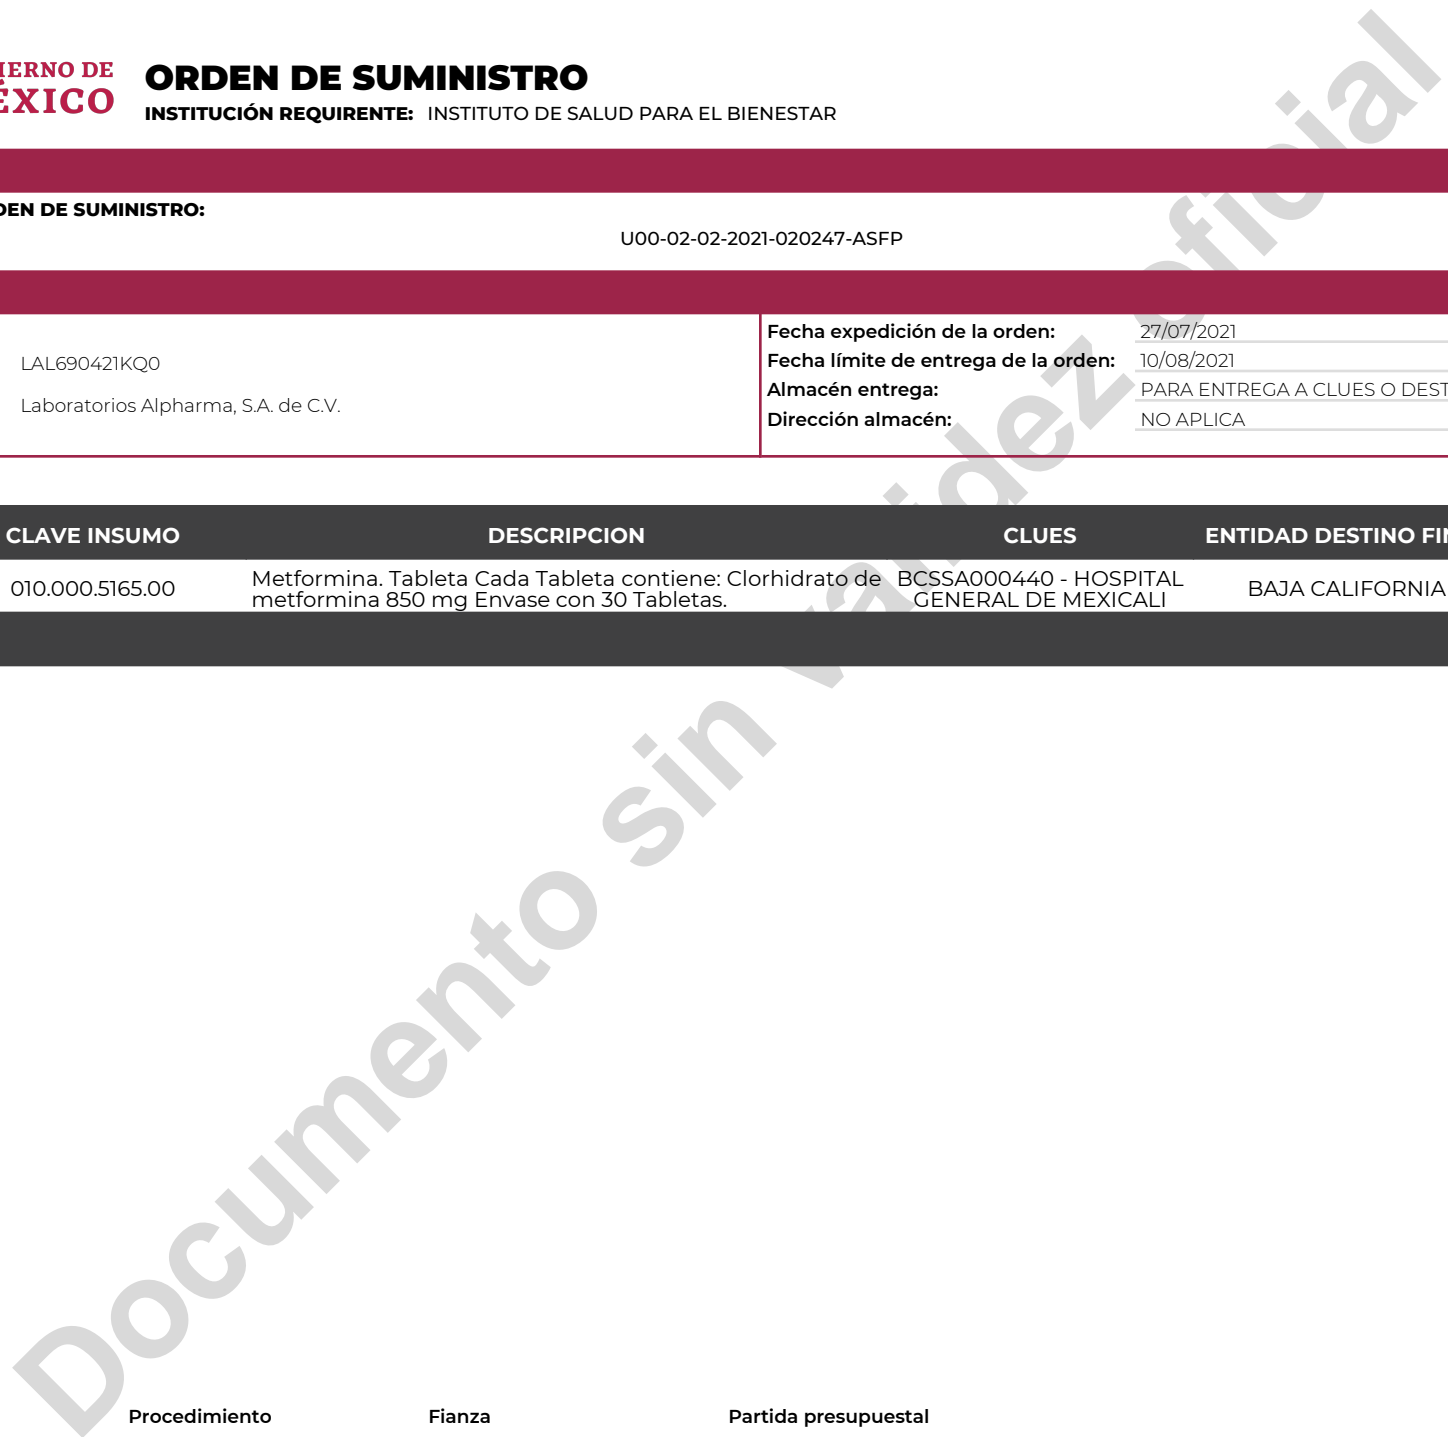 IERNO DE
ÉXICO
ORDEN DE SUMINISTRO
INSTITUCIÓN REQUIRENTE: INSTITUTO DE SALUD PARA EL BIENESTAR
DEN DE SUMINISTRO:
U00-02-02-2021-020247-ASFP
LAL690421KQ0
Laboratorios Alpharma, S.A. de C.V.
Fecha expedición de la orden: 27/07/2021
Fecha límite de entrega de la orden: 10/08/2021
Almacén entrega: PARA ENTREGA A CLUES O DEST
Dirección almacén: NO APLICA
CLAVE INSUMO DESCRIPCION CLUES ENTIDAD DESTINO FIN
010.000.5165.00
Metformina. Tableta Cada Tableta contiene: Clorhidrato de
metformina 850 mg Envase con 30 Tabletas.
BCSSA000440 - HOSPITAL
GENERAL DE MEXICALI
BAJA CALIFORNIA
Documento sin validez oficial
Procedimiento Fianza Partida presupuestal